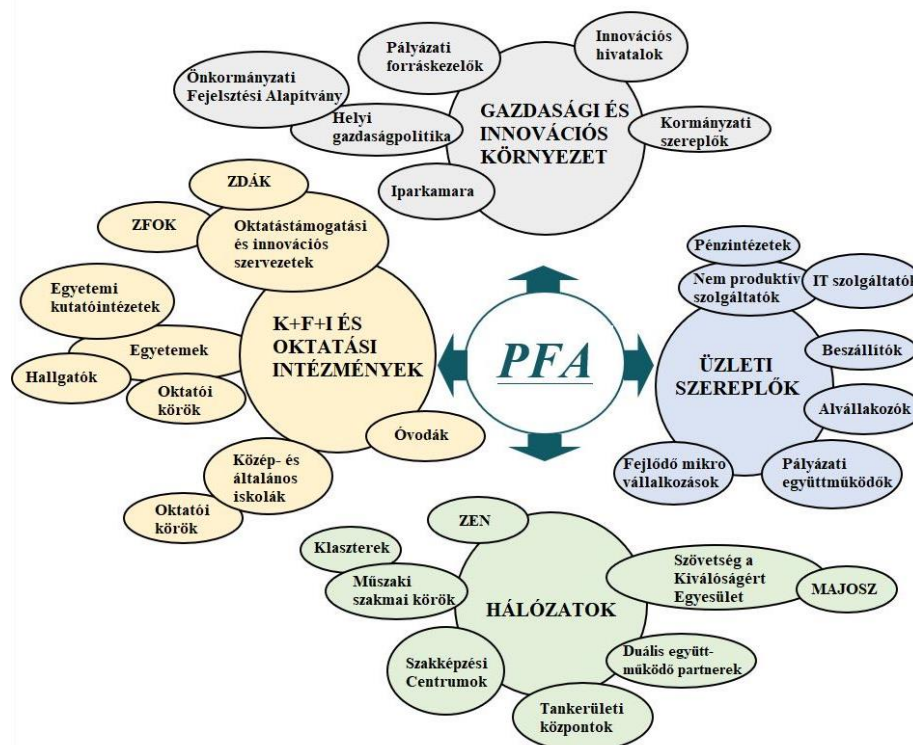 Innovációs
hivatalok
Pályázati
forráskezelők
Önkormányzati
Fejelsztési Alapítvány
Helyi
gazdaságpolitika
GAZDASÁGI ÉS
INNOVÁCIÓS
KÖRNYEZET
Kormányzati
szereplők
Iparkamara
ZDÁK
ZFOK
Oktatástámogatási
és innovációs
szervezetek
Egyetemi
kutatóintézetek
Egyetemek
Hallgatók
Oktatói
körök
K+F+I ÉS
OKTATÁSI
INTÉZMÉNYEK
Óvodák
Közép- és
általános
iskolák
Oktatói
körök
PFA
Pénzintézetek
Nem produktív
szolgáltatók
IT szolgáltatók
Beszállítók
ÜZLETI
SZEREPLŐK
Alvállakozók
Fejlődő mikro
vállalkozások
Pályázati
együttműködők
ZEN
Klaszterek
Műszaki
szakmai körök
HÁLÓZATOK
Szövetség a
Kiválóságért
Egyesület
MAJOSZ
Szakképzési
Centrumok
Duális együtt-
működő partnerek
Tankerületi
központok